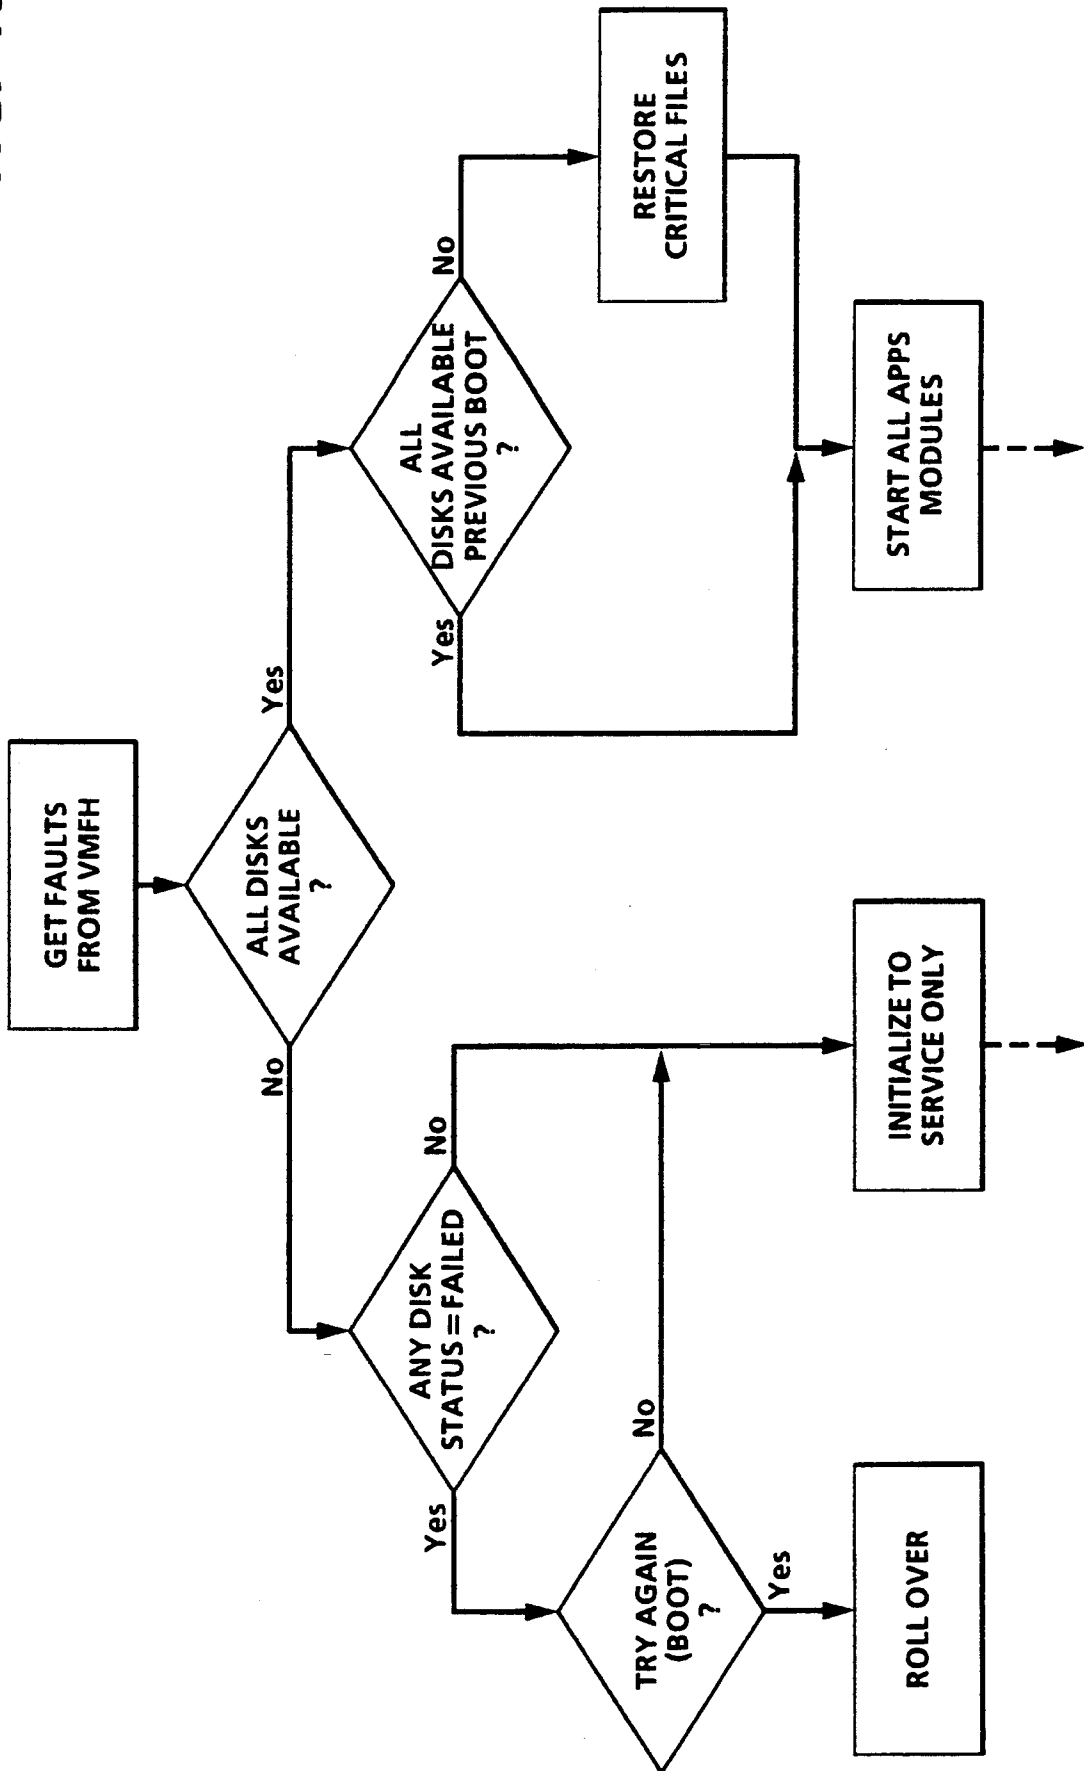 GET FAULTS
FROM VMFH
ALL DISKS
AVAILABLE
?
No
Yes
ANY DISK
STATUS = FAILED
?
Yes
No
ALL
DISKS AVAILABLE
PREVIOUS BOOT
?
Yes
No
TRY AGAIN
(BOOT)
?
No
Yes
RESTORE
CRITICAL FILES
ROLL OVER
INITIALIZE TO
SERVICE ONLY
START ALL APPS
MODULES